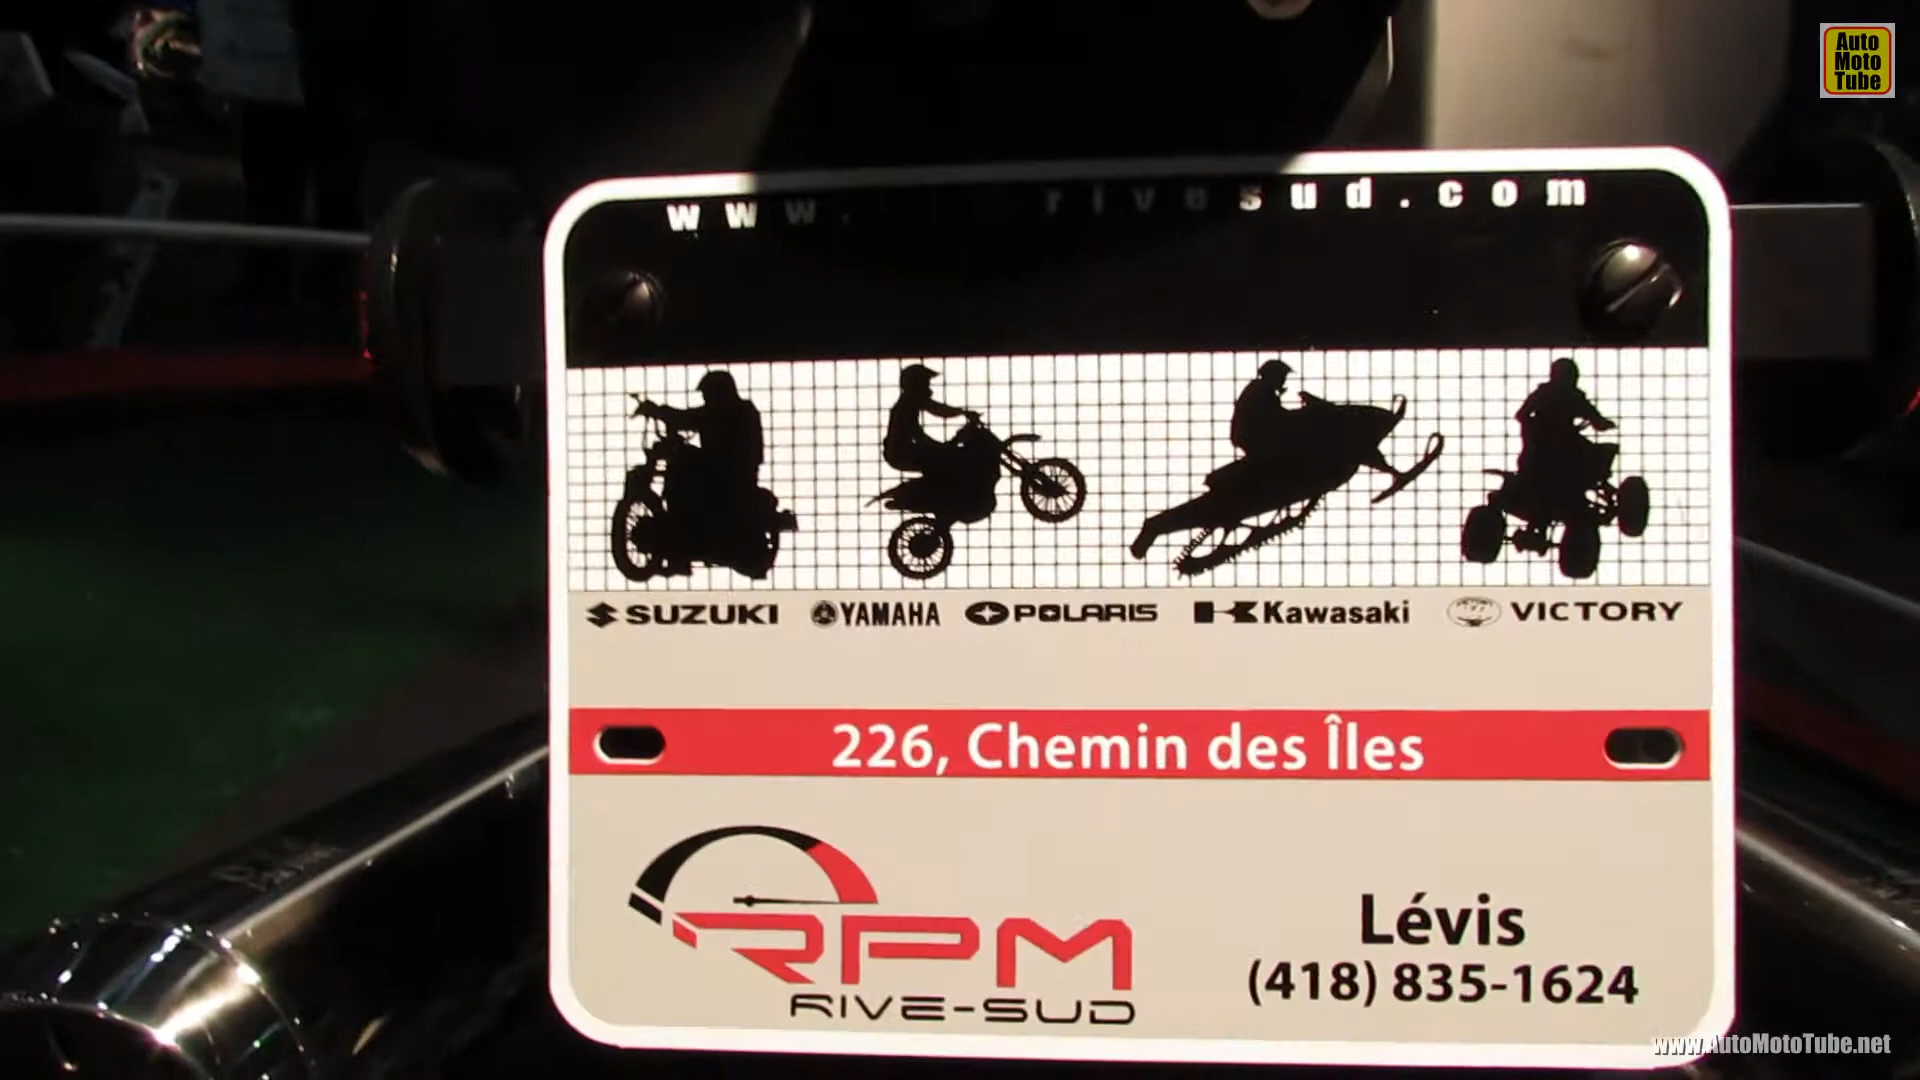 Auto
Moto
Tube
www. rivesud.com
SUZUKI YAMAHA POLARIS Kawasaki VICTORY
226, Chemin des Îles
RPM
RIVE-SUD
Lévis
(418) 835-1624
www.AutoMotoTube.net